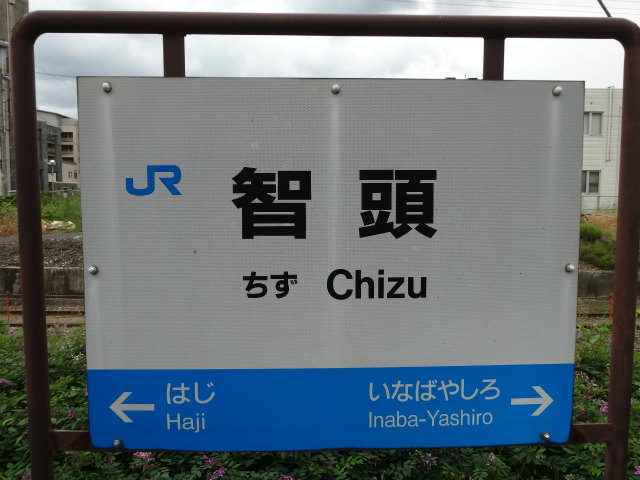 JR
智頭
ちず Chizu
← はじ
Haji
いなばやしろ →
Inaba-Yashiro